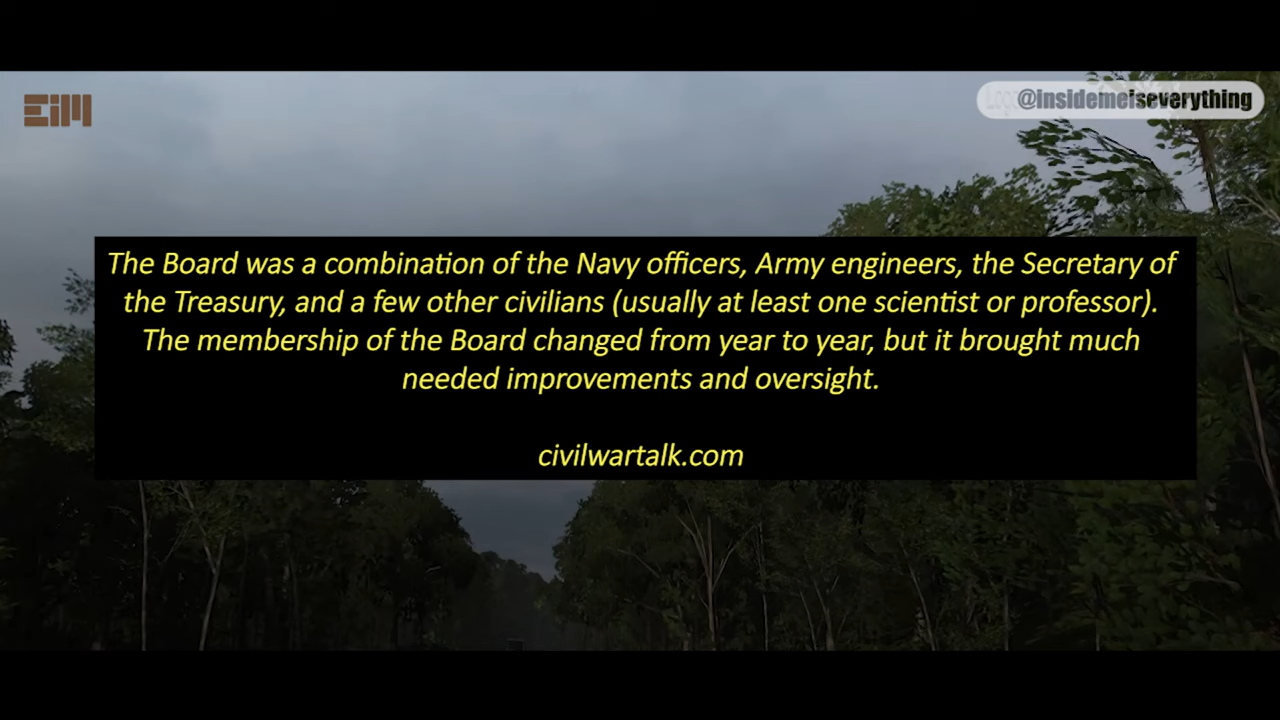 EiM
@insidemeiseverything
The Board was a combination of the Navy officers, Army engineers, the Secretary of
the Treasury, and a few other civilians (usually at least one scientist or professor).
The membership of the Board changed from year to year, but it brought much
needed improvements and oversight.
civilwartalk.com